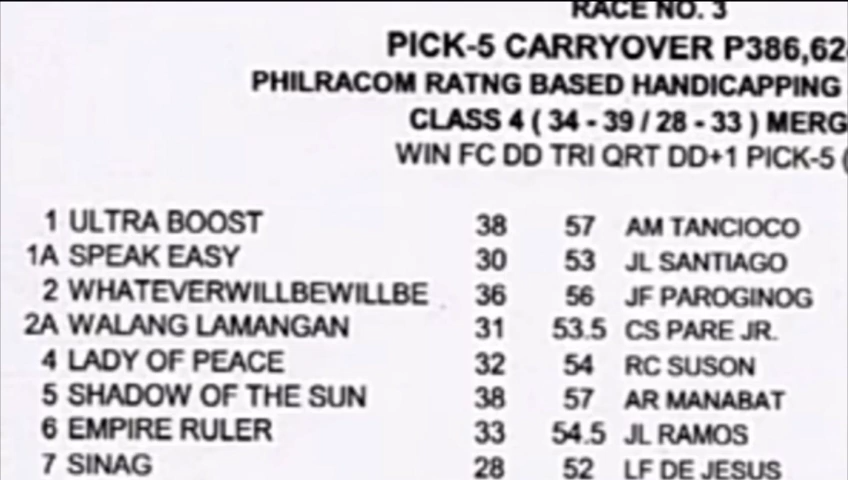 RACE NO. 3
PICK-5 CARRYOVER P386,62
PHILRACOM RATNG BASED HANDICAPPING
CLASS 4 ( 34 - 39 / 28 - 33 ) MERG
WIN FC DD TRI QRT DD+1 PICK-5 (
1 ULTRA BOOST 38 57 AM TANCIOCO
1A SPEAK EASY 30 53 JL SANTIAGO
2 WHATEVERWILLBEWILLBE 36 56 JF PAROGINOG
2A WALANG LAMANGAN 31 53.5 CS PARE JR.
4 LADY OF PEACE 32 54 RC SUSON
5 SHADOW OF THE SUN 38 57 AR MANABAT
6 EMPIRE RULER 33 54.5 JL RAMOS
7 SINAG 28 52 LF DE JESUS